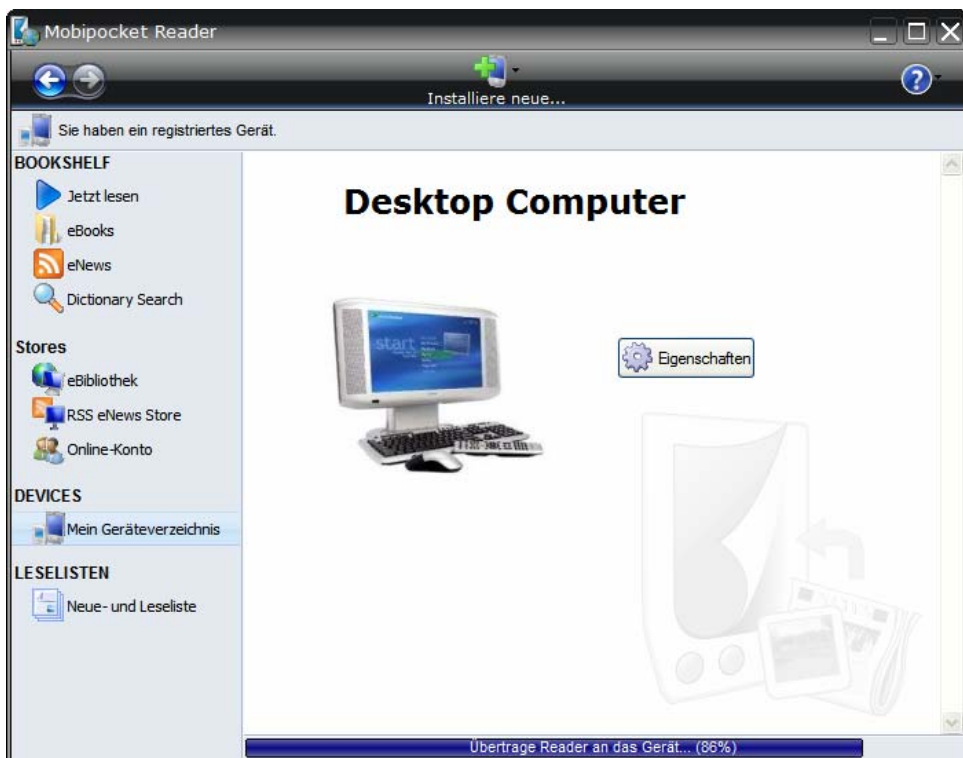 Mobipocket Reader
Installiere neue...
Sie haben ein registriertes Gerät.
BOOKSHELF
Jetzt lesen
eBooks
eNews
Dictionary Search
Stores
eBibliothek
RSS eNews Store
Online-Konto
DEVICES
Mein Geräteverzeichnis
LESELISTEN
Neue- und Leseliste
Desktop Computer
start
Eigenschaften
Übertrage Reader an das Gerät... (86%)